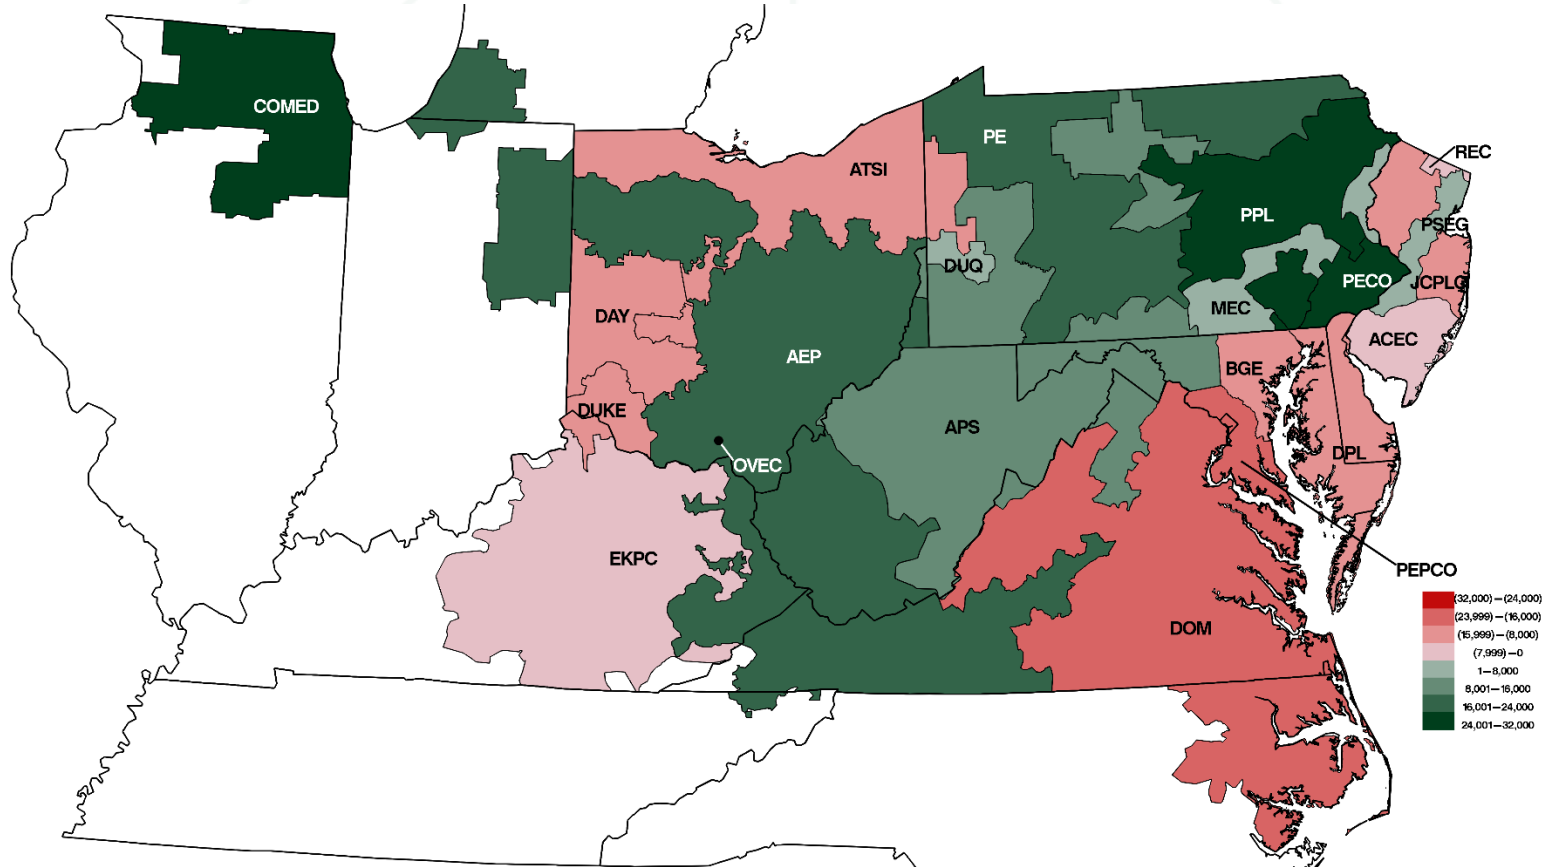 COMED
PE
REC
ATSI
PPL
PSEG
DUQ
PECO
JCPLC
MEC
DAY
ACEC
AEP
BGE
DUKE
APS
DPL
OVEC
EKPC
PEPCO
DOM
(32,000)–(24,000)
(23,999)–(16,000)
(15,999)–(8,000)
(7,999)–0
1–8,000
8,001–16,000
16,001–24,000
24,001–32,000